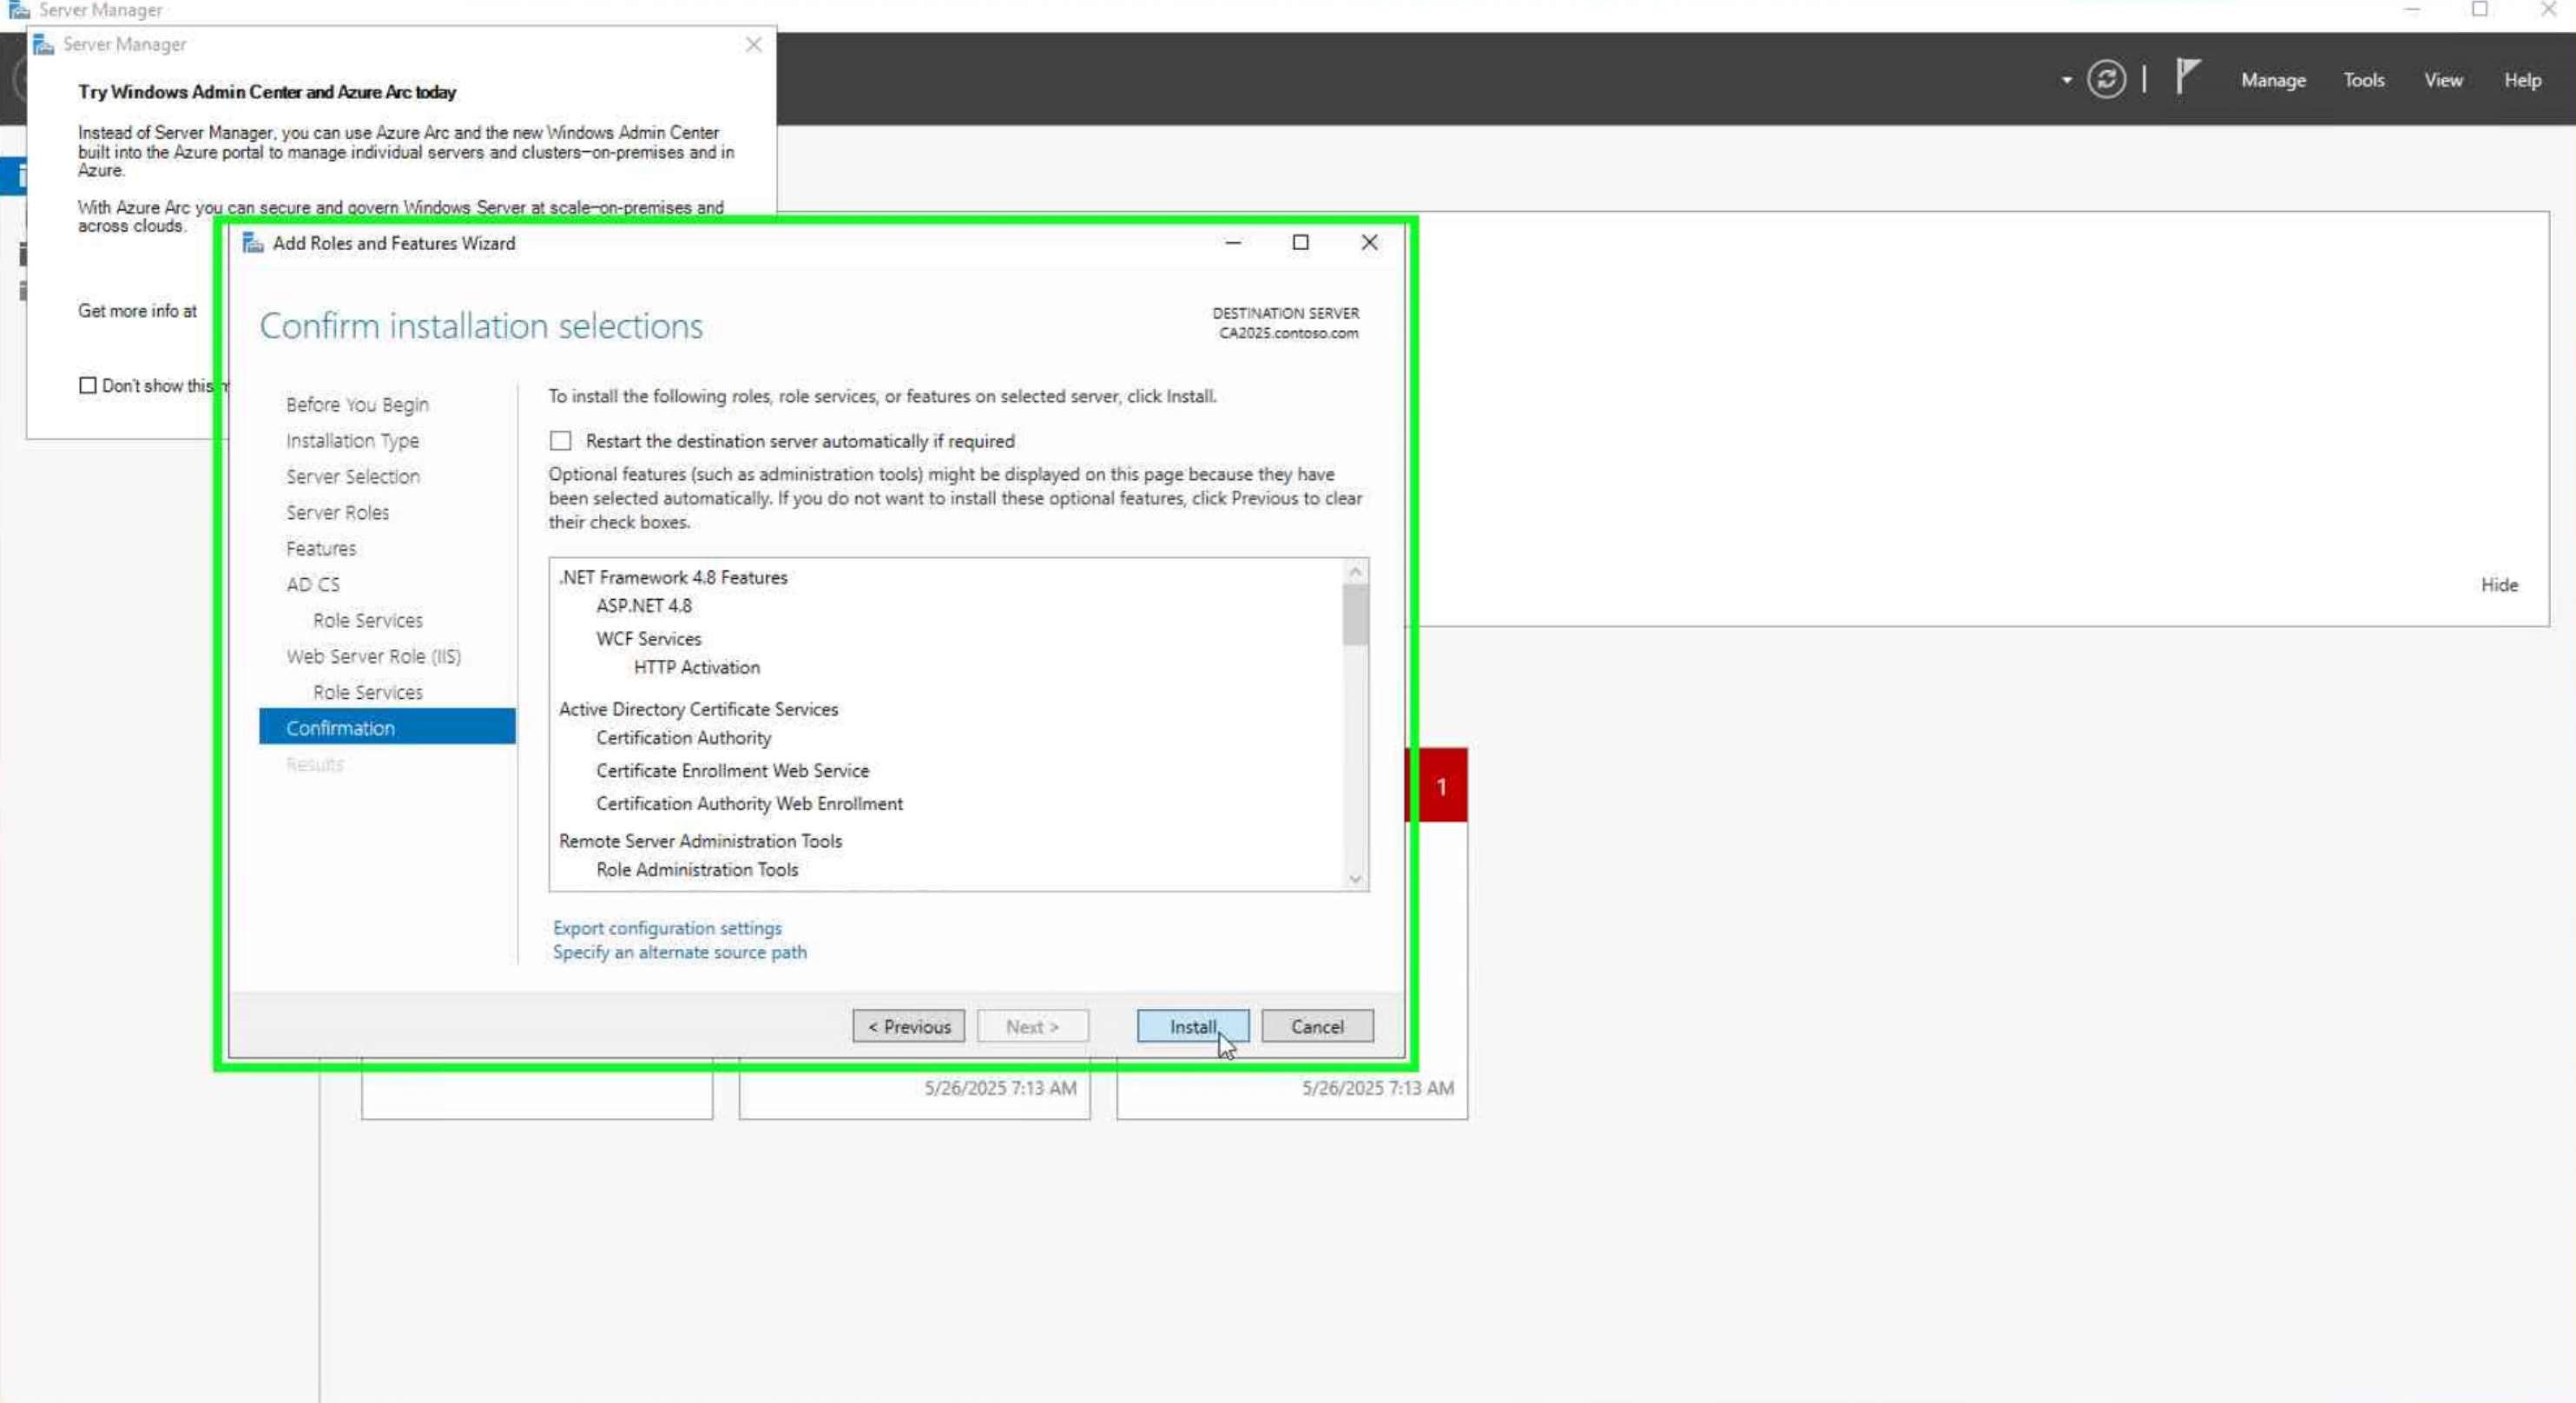 Server Manager
Server Manager
Manage Tools View Help
Try Windows Admin Center and Azure Arc today
Instead of Server Manager, you can use Azure Arc and the new Windows Admin Center
built into the Azure portal to manage individual servers and clusters—on-premises and in
Azure.
With Azure Arc you can secure and govern Windows Server at scale—on-premises and
across clouds.
Get more info at
Don't show this
Add Roles and Features Wizard
Confirm installation selections
DESTINATION SERVER
CA2025.contoso.com
Before You Begin
Installation Type
Server Selection
Server Roles
Features
AD CS
Role Services
Web Server Role (IIS)
Role Services
Confirmation
Results
To install the following roles, role services, or features on selected server, click Install.
Restart the destination server automatically if required
Optional features (such as administration tools) might be displayed on this page because they have
been selected automatically. If you do not want to install these optional features, click Previous to clear
their check boxes.
.NET Framework 4.8 Features
ASP.NET 4.8
WCF Services
HTTP Activation
Active Directory Certificate Services
Certification Authority
Certificate Enrollment Web Service
Certification Authority Web Enrollment
Remote Server Administration Tools
Role Administration Tools
Export configuration settings
Specify an alternate source path
< Previous Next > Install Cancel
Hide
1
5/26/2025 7:13 AM
5/26/2025 7:13 AM